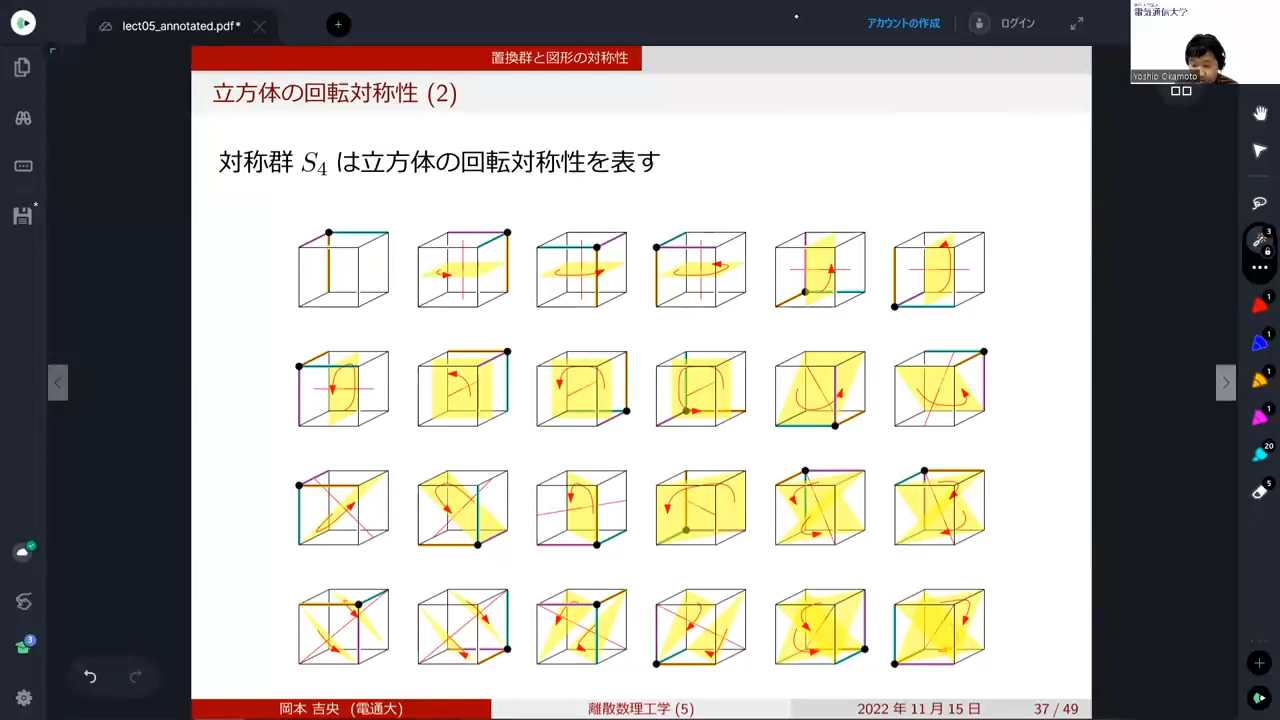 lect05_annotated.pdf*
アカウントの作成
ログイン
電気通信大学
Yoshio Okamoto
置換群と図形の対称性
立方体の回転対称性 (2)
対称群 S₄ は立方体の回転対称性を表す
3
1
1
1
1
20
5
3
岡本 吉央 (電通大)
離散数理工学 (5)
2022 年 11 月 15 日
37 / 49